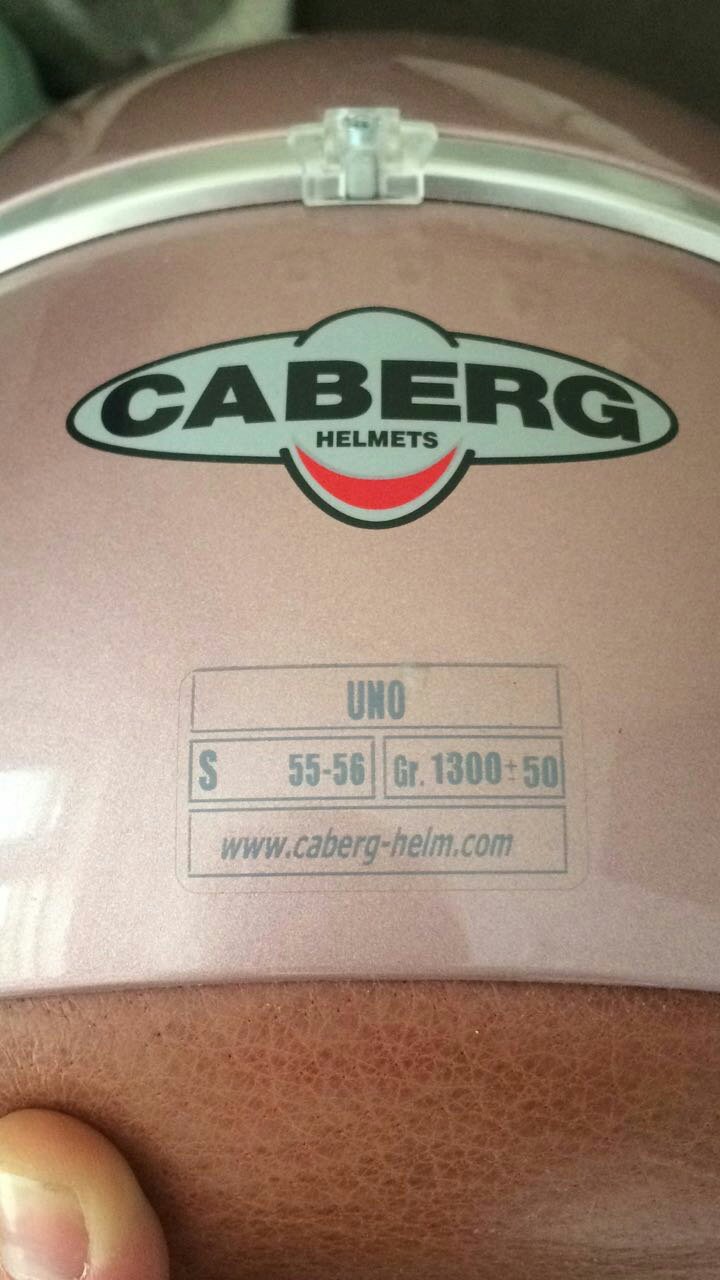 CABERG
HELMETS
UNO
S 55-56 Gr. 1300±50
www.caberg-helm.com